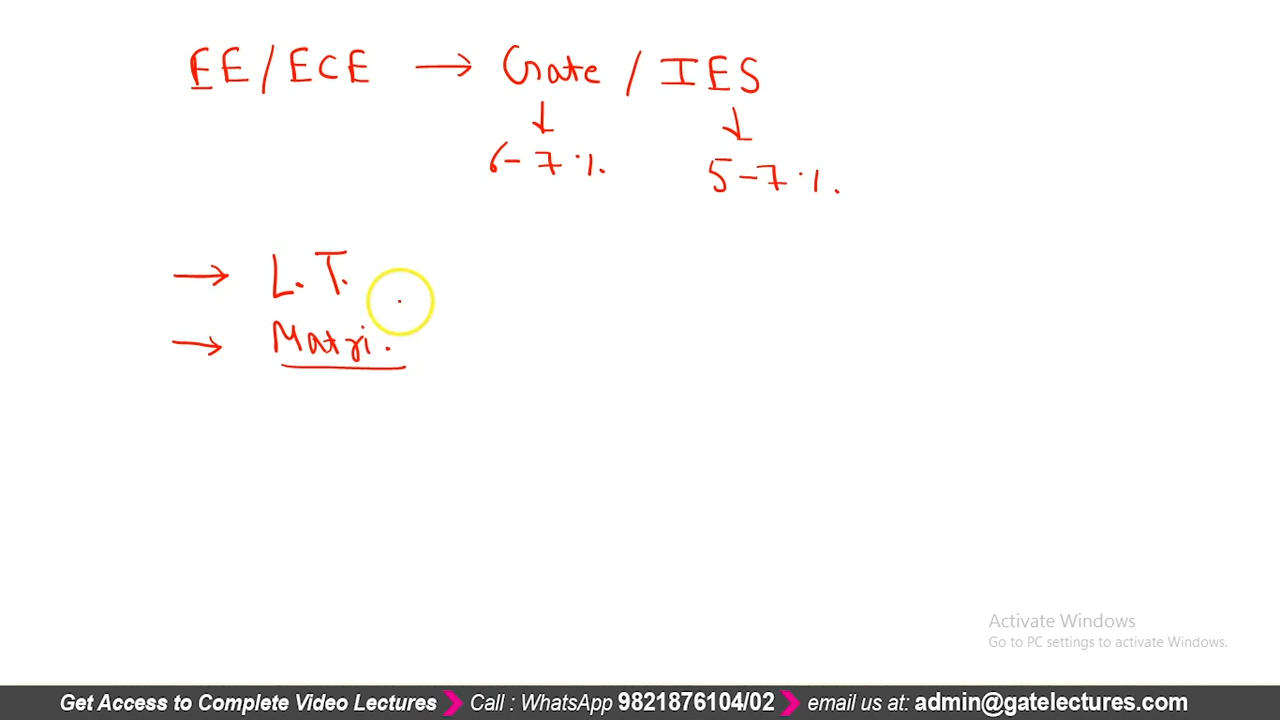 EE/ECE → Gate / IES
↓ ↓
6-7 %. 5-7 %.
→ L.T.
→ Matri.
Activate Windows
Go to PC settings to activate Windows.
Get Access to Complete Video Lectures Call : WhatsApp 9821876104/02 email us at: admin@gatelectures.com